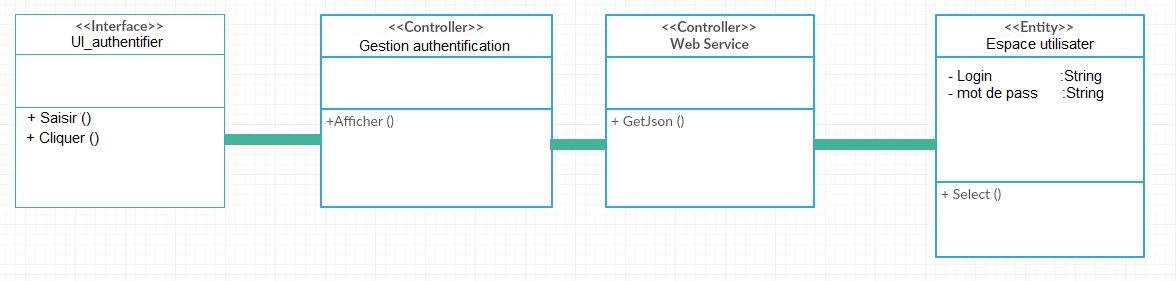 <<Interface>>
UI_authentifier
+ Saisir ()
+ Cliquer ()
<<Controller>>
Gestion authentification
+Afficher ()
<<Controller>>
Web Service
+ GetJson ()
<<Entity>>
Espace utilisater
- Login :String
- mot de pass :String
+ Select ()